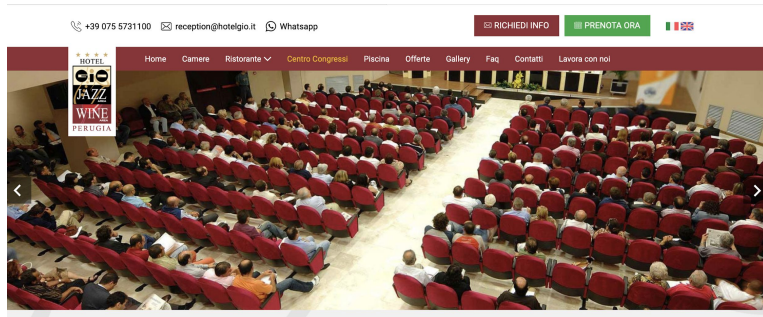 +39 075 5731100 reception@hotelgio.it Whatsapp RICHIEDI INFO PRENOTA ORA
Home Camere Ristorante Centro Congressi Piscina Offerte Gallery Faq Contatti Lavora con noi
HOTEL
GIO
JAZZ
WINE
PERUGIA